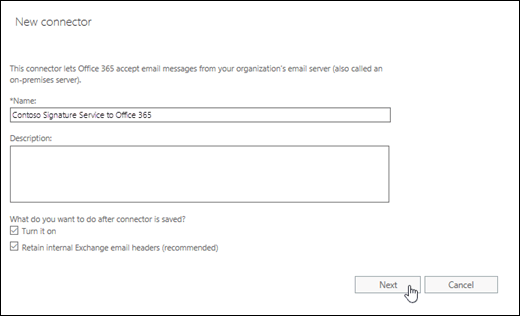 New connector
This connector lets Office 365 accept email messages from your organization's email server (also called an
on-premises server).
*Name:
Contoso Signature Service to Office 365
Description:
What do you want to do after connector is saved?
Turn it on
Retain internal Exchange email headers (recommended)
Next
Cancel